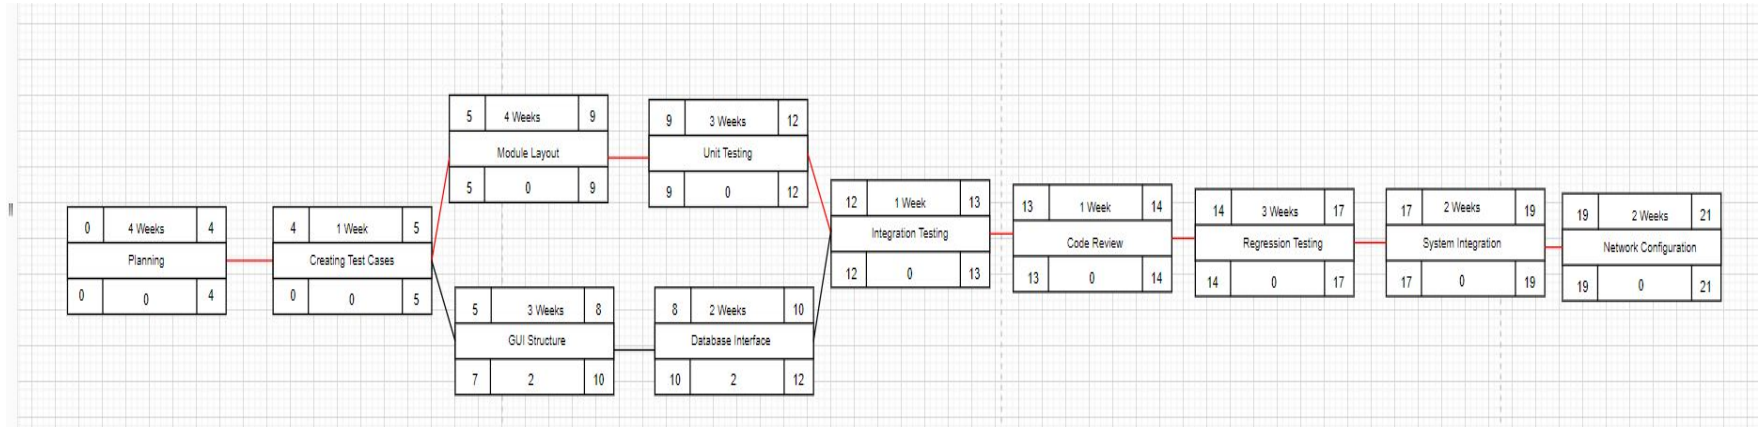 0 4 Weeks 4
Planning
0 0 4
4 1 Week 5
Creating Test Cases
0 0 5
5 4 Weeks 9
Module Layout
5 0 9
9 3 Weeks 12
Unit Testing
9 0 12
5 3 Weeks 8
GUI Structure
7 2 10
8 2 Weeks 10
Database Interface
10 2 12
12 1 Week 13
Integration Testing
12 0 13
13 1 Week 14
Code Review
13 0 14
14 3 Weeks 17
Regression Testing
14 0 17
17 2 Weeks 19
System Integration
17 0 19
19 2 Weeks 21
Network Configuration
19 0 21